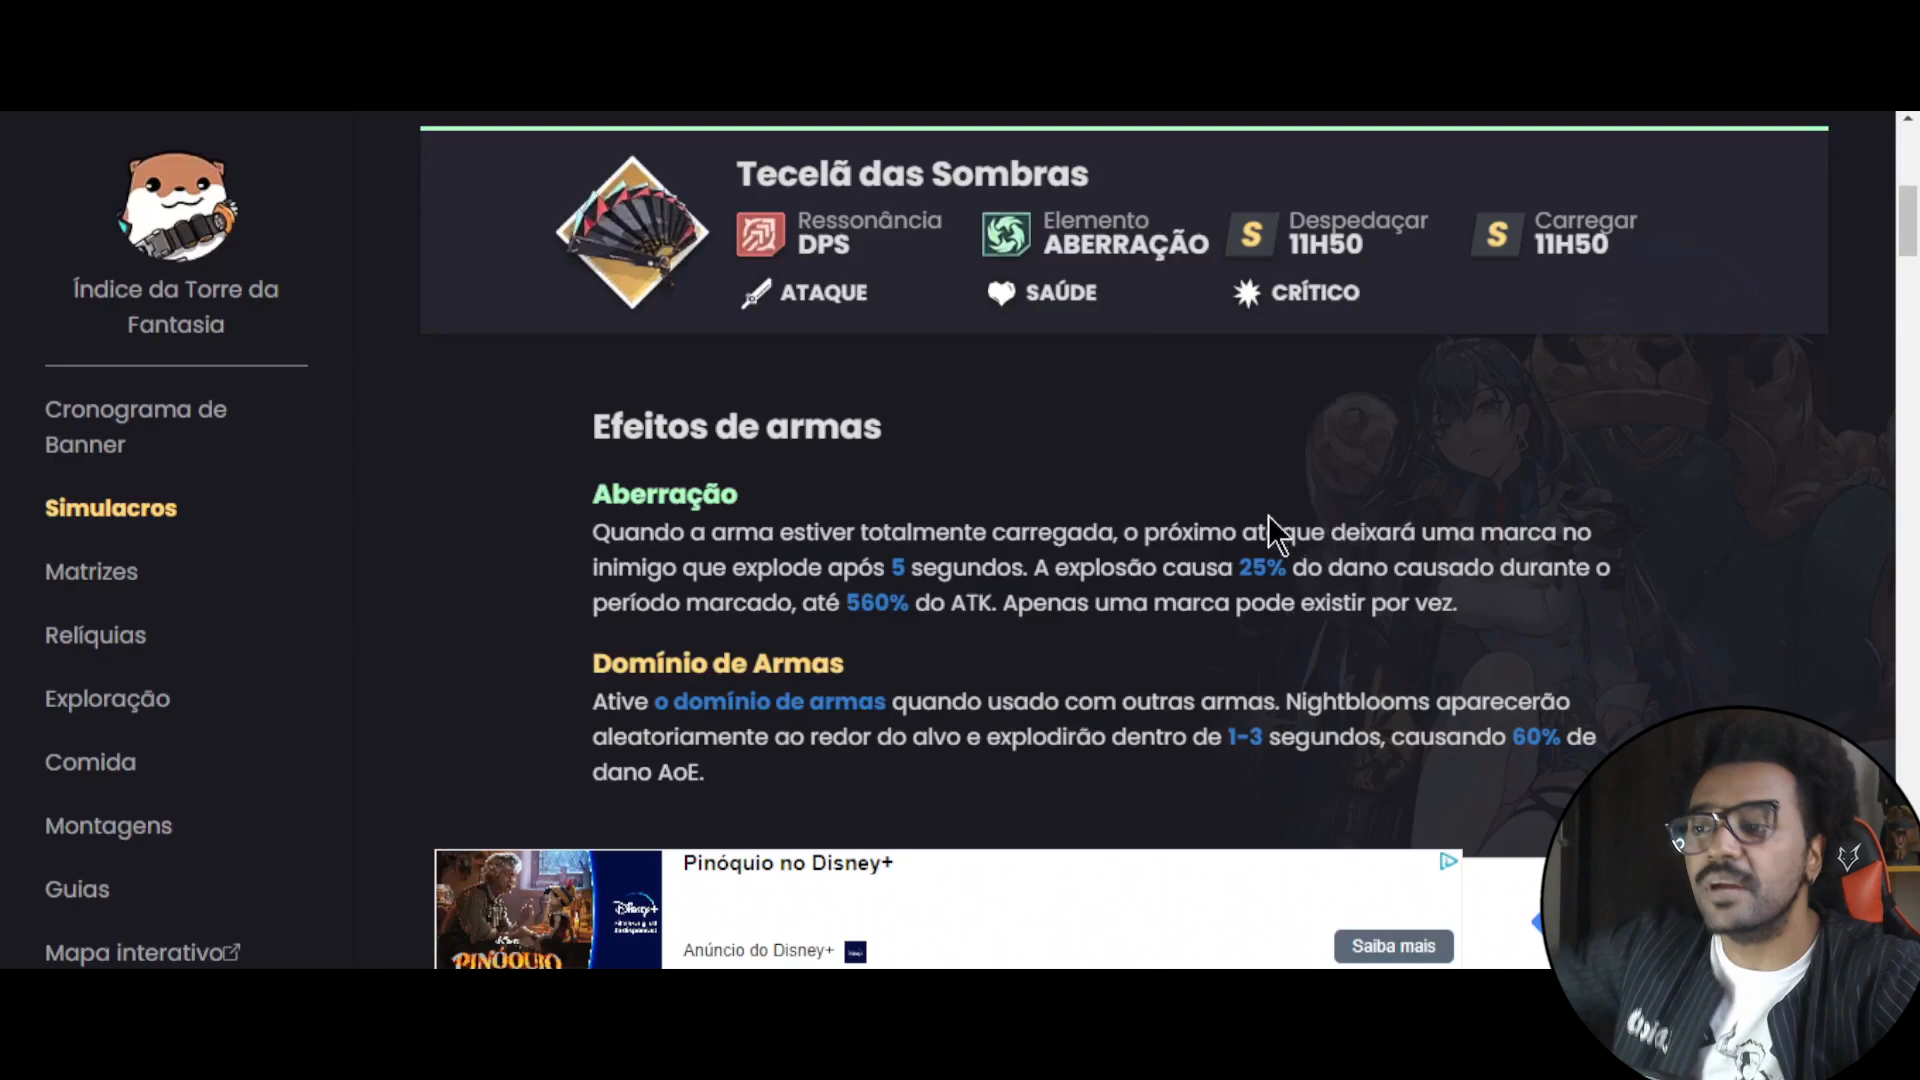 Índice da Torre da
Fantasia
Cronograma de
Banner
Simulacros
Matrizes
Relíquias
Exploração
Comida
Montagens
Guias
Mapa interativo
Tecelã das Sombras
Ressonância
DPS
Elemento
ABERRAÇÃO
S
Despedaçar
11H50
S
Carregar
11H50
ATAQUE
SAÚDE
CRÍTICO
Efeitos de armas
Aberração
Quando a arma estiver totalmente carregada, o próximo ataque deixará uma marca no
inimigo que explode após 5 segundos. A explosão causa 25% do dano causado durante o
período marcado, até 560% do ATK. Apenas uma marca pode existir por vez.
Domínio de Armas
Ative o domínio de armas quando usado com outras armas. Nightblooms aparecerão
aleatoriamente ao redor do alvo e explodirão dentro de 1-3 segundos, causando 60% de
dano AoE.
Pinóquio no Disney+
Disney+
PINÓQUIO
Anúncio do Disney+
Saiba mais